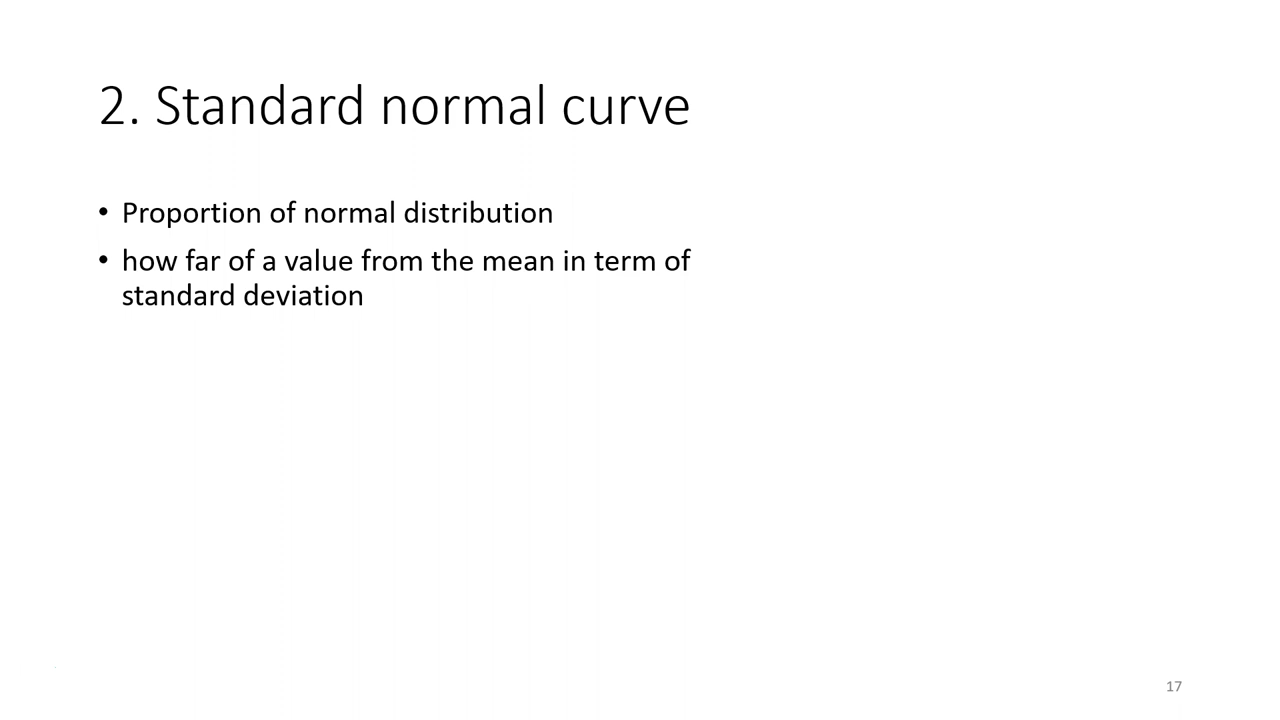 2. Standard normal curve
• Proportion of normal distribution
• how far of a value from the mean in term of
standard deviation
17